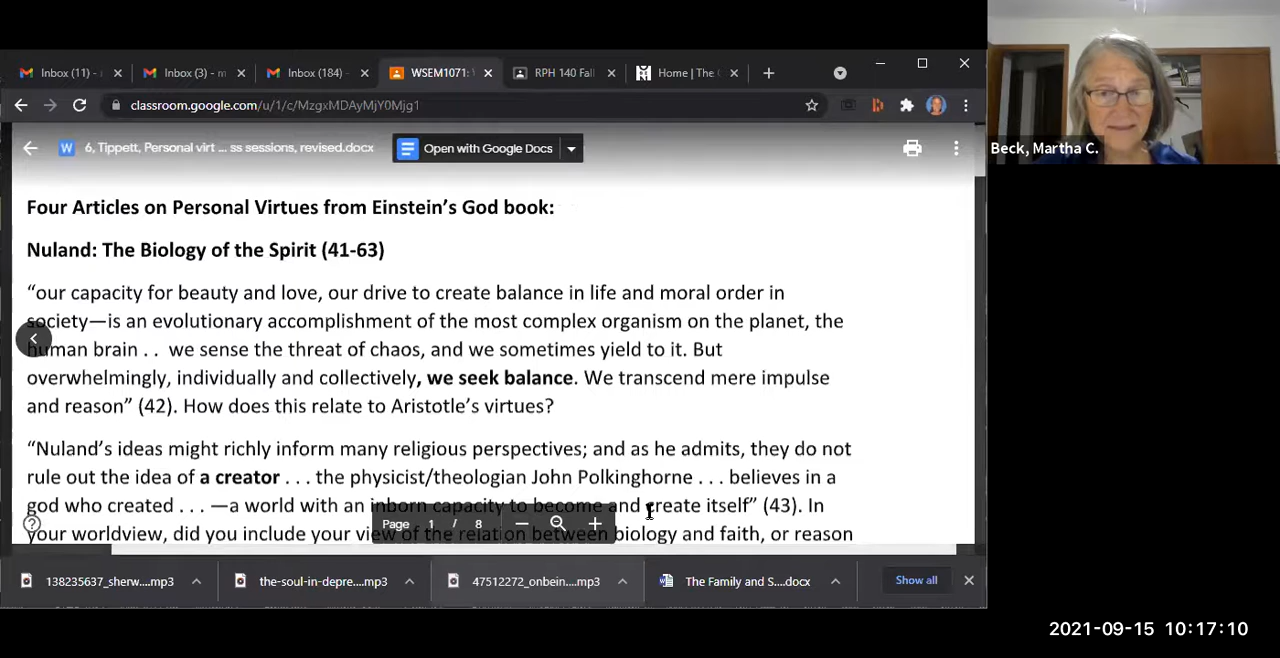 Inbox (11) -
Inbox (3) - m
Inbox (184) -
WSEM1071:
RPH 140 Fall
Home | The
classroom.google.com/u/1/c/MzgxMDAyMjY0Mjg1
6, Tippett, Personal virt ... ss sessions, revised.docx
Open with Google Docs
Beck, Martha C.
Four Articles on Personal Virtues from Einstein's God book:
Nuland: The Biology of the Spirit (41-63)
“our capacity for beauty and love, our drive to create balance in life and moral order in
society—is an evolutionary accomplishment of the most complex organism on the planet, the
human brain . .  we sense the threat of chaos, and we sometimes yield to it. But
overwhelmingly, individually and collectively, we seek balance. We transcend mere impulse
and reason” (42). How does this relate to Aristotle’s virtues?
“Nuland’s ideas might richly inform many religious perspectives; and as he admits, they do not
rule out the idea of a creator . . . the physicist/theologian John Polkinghorne . . . believes in a
god who created . . . —a world with an inborn capacity to become and create itself” (43). In
your worldview, did you include your view of the relation between biology and faith, or reason
Page 1 / 8
138235637_sherw....mp3
the-soul-in-depre....mp3
47512272_onbein....mp3
The Family and S....docx
Show all
2021-09-15 10:17:10